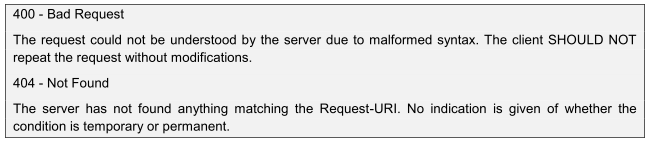 400 - Bad Request
The request could not be understood by the server due to malformed syntax. The client SHOULD NOT
repeat the request without modifications.
404 - Not Found
The server has not found anything matching the Request-URI. No indication is given of whether the
condition is temporary or permanent.